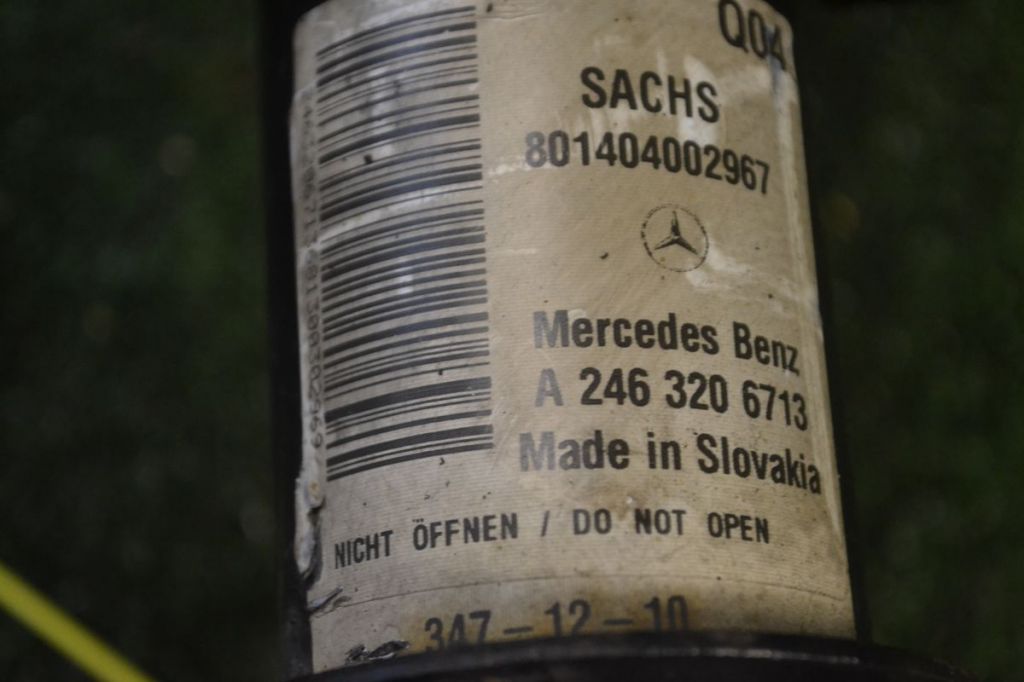 Q04
SACHS
801404002967
Mercedes Benz
A 246 320 6713
Made in Slovakia
NICHT ÖFFNEN / DO NOT OPEN
347-12-10